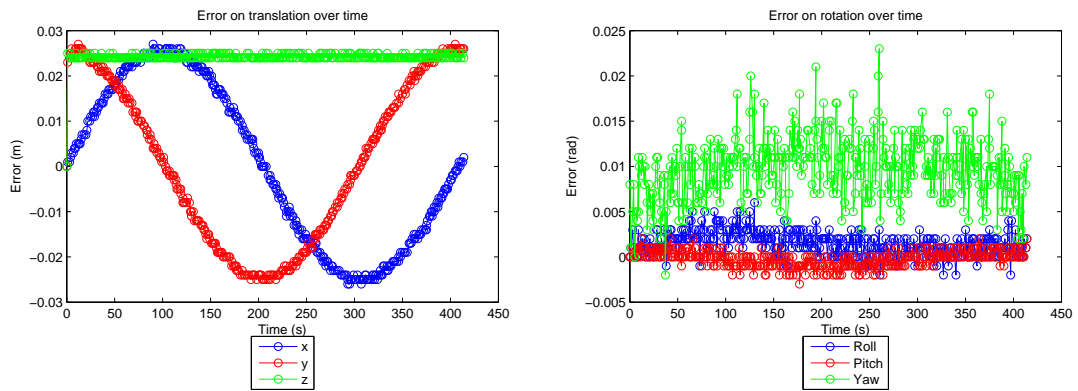 Error on translation over time
0.03
0.02
0.01
0
−0.01
−0.02
−0.03
Error (m)
0 50 100 150 200 250 300 350 400 450
Time (s)
x
y
z
Error on rotation over time
0.025
0.02
0.015
0.01
0.005
0
−0.005
Error (rad)
0 50 100 150 200 250 300 350 400 450
Time (s)
Roll
Pitch
Yaw